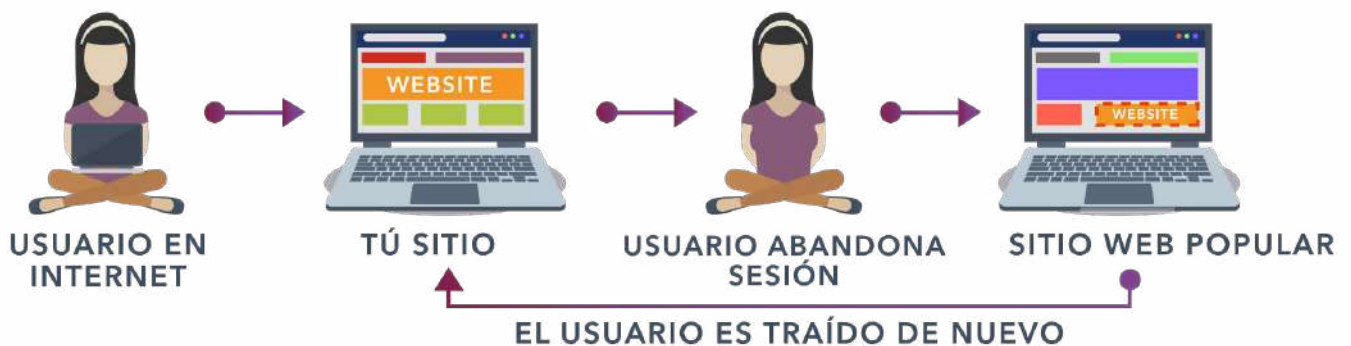 WEBSITE
WEBSITE
USUARIO EN
INTERNET
TÚ SITIO
USUARIO ABANDONA
SESIÓN
SITIO WEB POPULAR
EL USUARIO ES TRAÍDO DE NUEVO